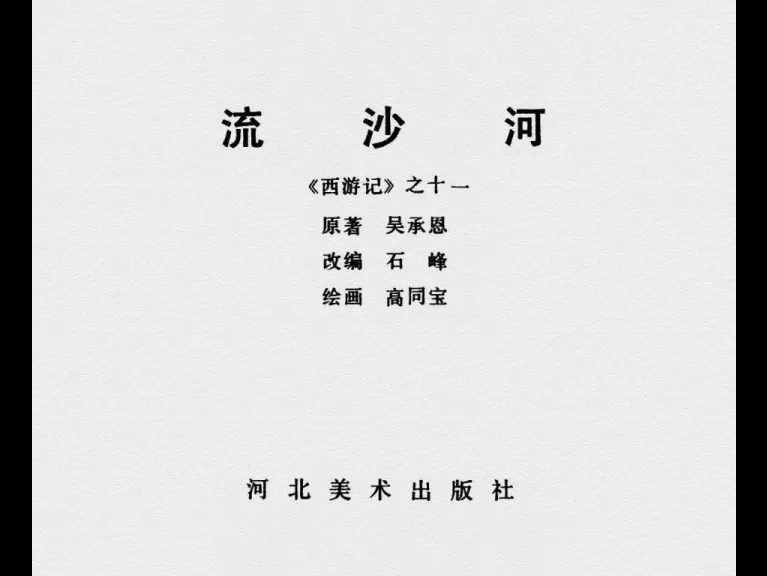 流沙河
《西游记》之十一
原著 吴承恩
改编 石峰
绘画 高同宝
河北美术出版社